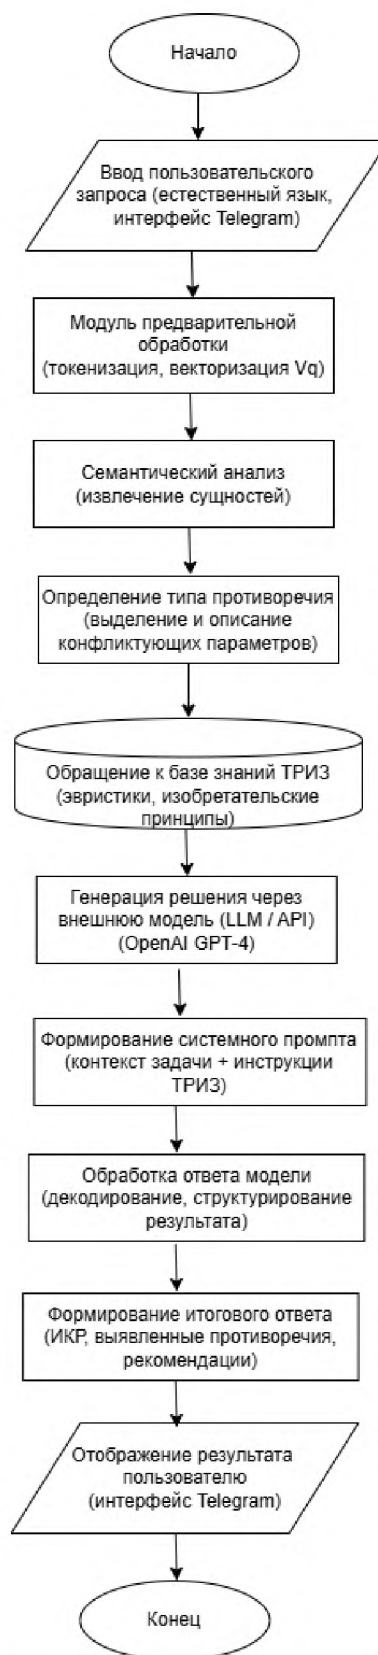 Начало
Ввод пользовательского
запроса (естественный язык,
интерфейс Telegram)
Модуль предварительной
обработки
(токенизация, векторизация Vq)
Семантический анализ
(извлечение сущностей)
Определение типа противоречия
(выделение и описание
конфликтующих параметров)
Обращение к базе знаний ТРИЗ
(эвристики, изобретательские
принципы)
Генерация решения через
внешнюю модель (LLM / API)
(OpenAI GPT-4)
Формирование системного промпта
(контекст задачи + инструкции
ТРИЗ)
Обработка ответа модели
(декодирование, структурирование
результата)
Формирование итогового ответа
(ИКР, выявленные противоречия,
рекомендации)
Отображение результата
пользователю
(интерфейс Telegram)
Конец